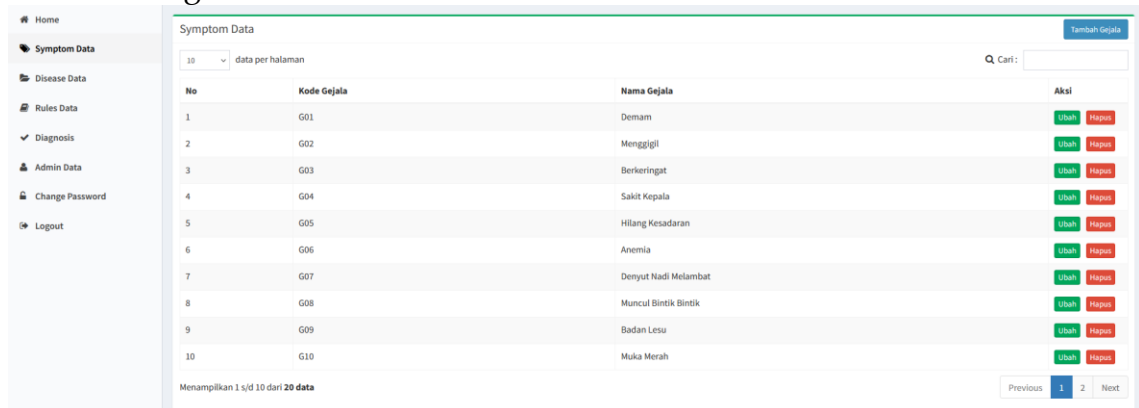 Home
Symptom Data
Disease Data
Rules Data
Diagnosis
Admin Data
Change Password
Logout
Symptom Data
Tambah Gejala
10 data per halaman
Cari :
No Kode Gejala Nama Gejala Aksi
1 G01 Demam Ubah Hapus
2 G02 Menggigil Ubah Hapus
3 G03 Berkeringat Ubah Hapus
4 G04 Sakit Kepala Ubah Hapus
5 G05 Hilang Kesadaran Ubah Hapus
6 G06 Anemia Ubah Hapus
7 G07 Denyut Nadi Melambat Ubah Hapus
8 G08 Muncul Bintik Bintik Ubah Hapus
9 G09 Badan Lesu Ubah Hapus
10 G10 Muka Merah Ubah Hapus
Menampilkan 1 s/d 10 dari 20 data
Previous 1 2 Next